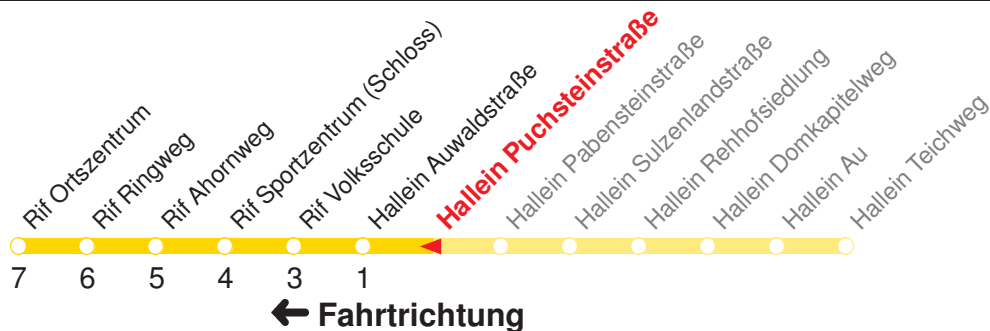 Rif Ortszentrum
Rif Ringweg
Rif Ahornweg
Rif Sportzentrum (Schloss)
Rif Volksschule
Hallein Auwaldstraße
Hallein Puchsteinstraße
Hallein Pabensteinstraße
Hallein Sulzenlandstraße
Hallein Rehhofsiedlung
Hallein Domkapitelweg
Hallein Au
Hallein Teichweg
7 6 5 4 3 1
Fahrtrichtung